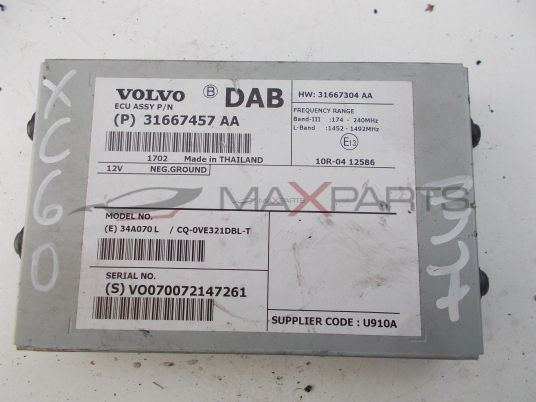 VOLVO B DAB
ECU ASSY P/N
(P) 31667457 AA
1702 Made in THAILAND
12V NEG.GROUND
HW: 31667304 AA
FREQUENCY RANGE
Band-III :174 - 240MHz
L-Band :1452 - 1492MHz
E13
10R-04 12586
MAXPARTS
MODEL NO.
(E) 34A070 L / CQ-0VE321DBL-T
SERIAL NO.
(S) VO070072147261
SUPPLIER CODE : U910A
XC60